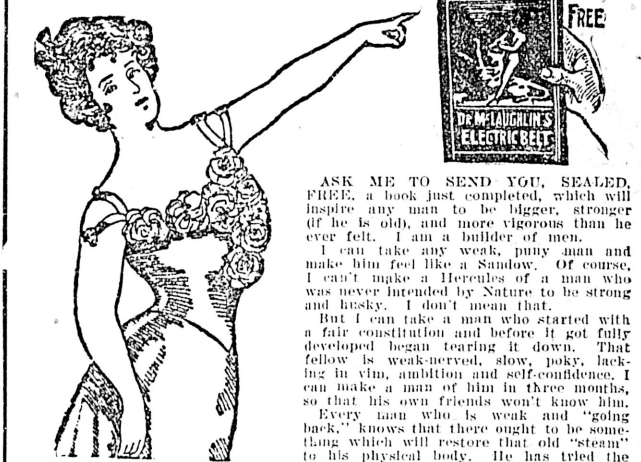 FREE
DR. McLAUGHLIN'S
ELECTRIC BELT
ASK ME TO SEND YOU, SEALED,
FREE, a book just completed, which will
inspire any man to be bigger, stronger
(if he is old), and more vigorous than he
ever felt. I am a builder of men.
I can take any weak, puny man and
make him feel like a Sandow. Of course,
I can't make a Hercules of a man who
was never intended by Nature to be strong
and husky. I don't mean that.
But I can take a man who started with
a fair constitution and before it got fully
developed began tearing it down. That
fellow is weak-nerved, slow, poky, lack-
ing in vim, ambition and self-confidence. I
can make a man of him in three months,
so that his own friends won't know him.
Every man who is weak and "going
back," knows that there ought to be some-
thing which will restore that old "steam"
to his physical body. He has tried the